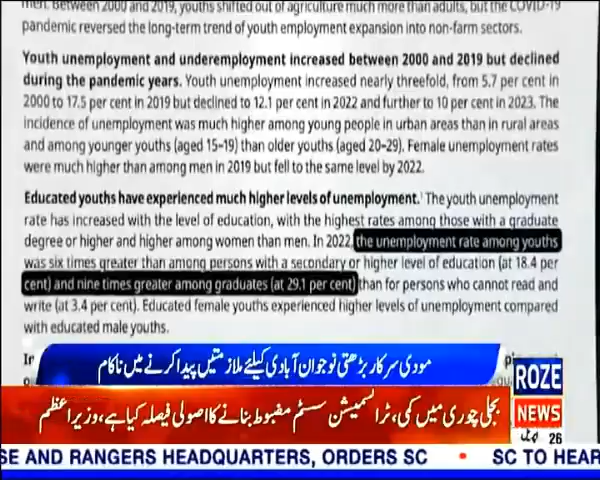 men. Between 2000 and 2019, youths shifted out of agriculture much more than adults, but the COVID-19
pandemic reversed the long-term trend of youth employment expansion into non-farm sectors.
Youth unemployment and underemployment increased between 2000 and 2019 but declined
during the pandemic years. Youth unemployment increased nearly threefold, from 5.7 per cent in
2000 to 17.5 per cent in 2019 but declined to 12.1 per cent in 2022 and further to 10 per cent in 2023. The
incidence of unemployment was much higher among young people in urban areas than in rural areas
and among younger youths (aged 15–19) than older youths (aged 20–29). Female unemployment rates
were much higher than among men in 2019 but fell to the same level by 2022.
Educated youths have experienced much higher levels of unemployment.¹ The youth unemployment
rate has increased with the level of education, with the highest rates among those with a graduate
degree or higher and higher among women than men. In 2022, the unemployment rate among youths
was six times greater than among persons with a secondary or higher level of education (at 18.4 per
cent) and nine times greater among graduates (at 29.1 per cent) than for persons who cannot read and
write (at 3.4 per cent). Educated female youths experienced higher levels of unemployment compared
with educated male youths.
مودی سرکار بڑھتی نوجوان آبادی کیلئے ملازمتیں پیدا کرنے میں ناکام
ROZE
NEWS
بجلی چوری میں کمی، ٹرانسمیشن سسٹم مضبوط بنانے کا اصولی فیصلہ کیا ہے، وزیراعظم
26
SE AND RANGERS HEADQUARTERS, ORDERS SC • SC TO HEAR